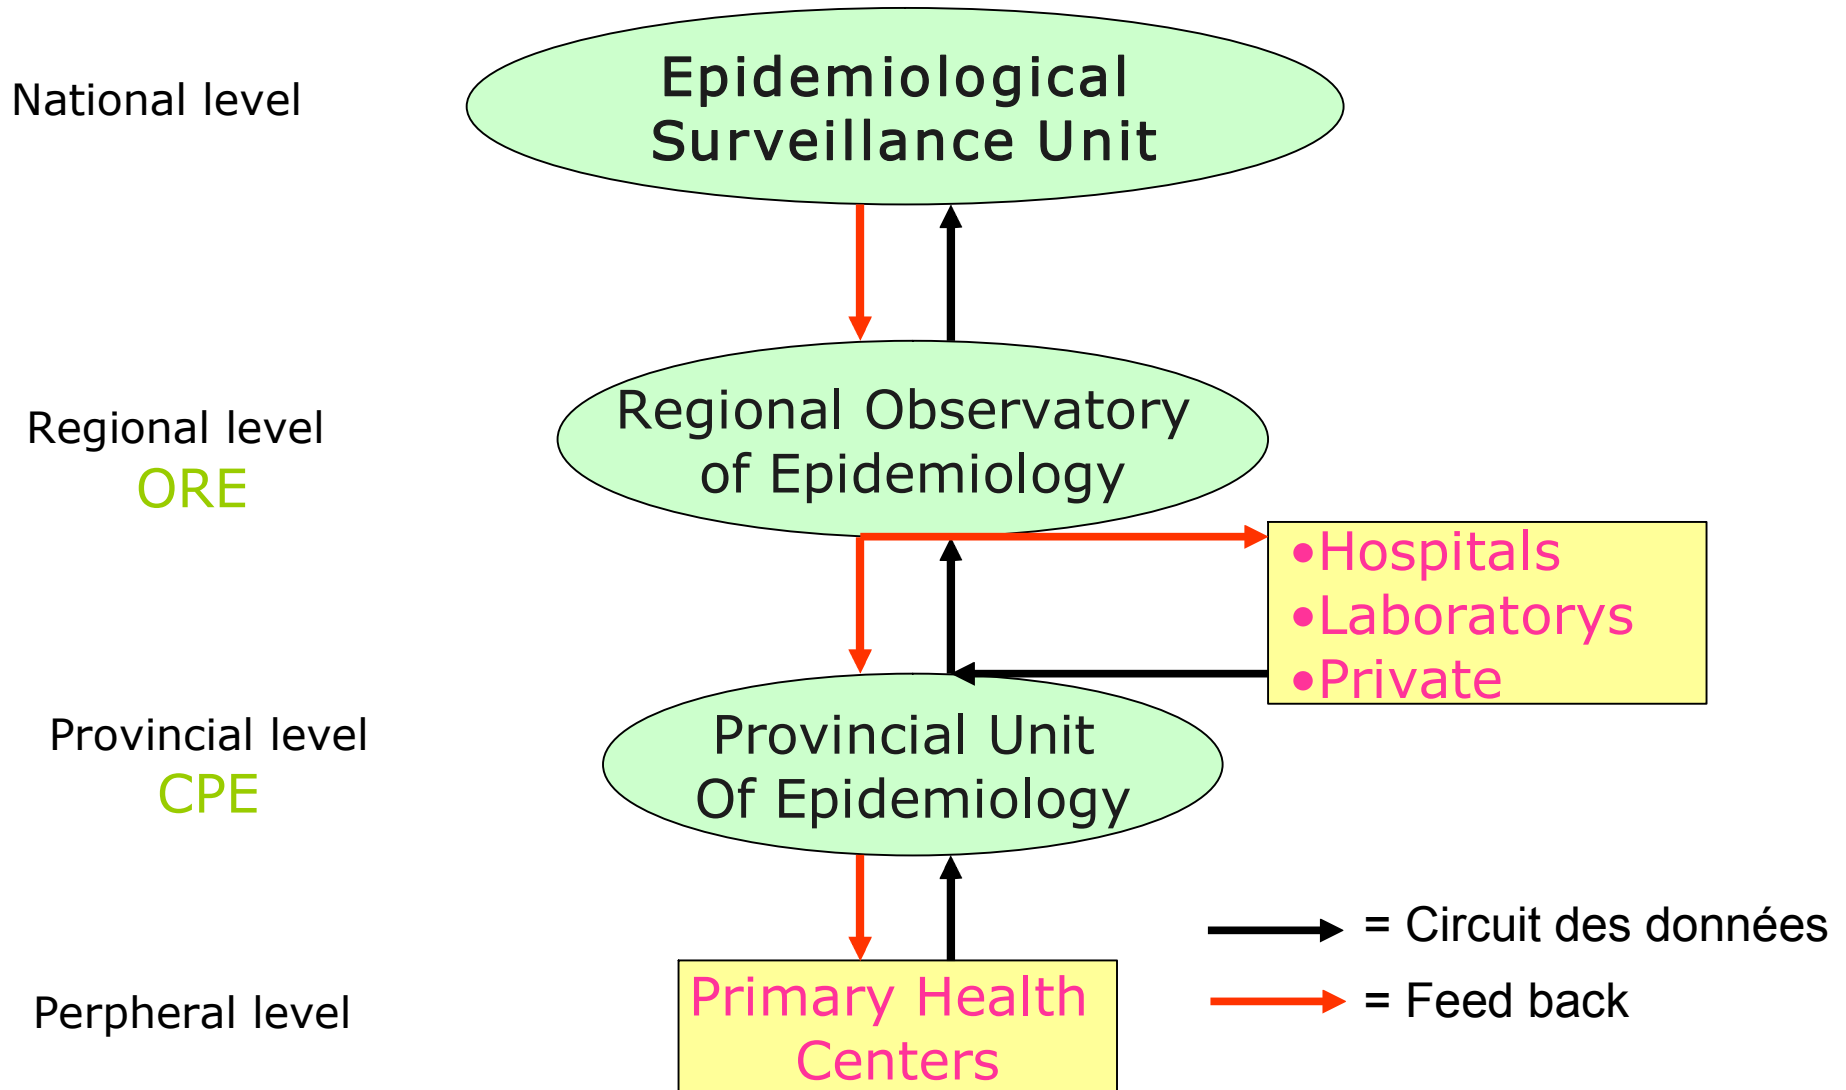 National level
Epidemiological
Surveillance Unit
Regional level
ORE
Regional Observatory
of Epidemiology
•Hospitals
•Laboratorys
•Private
Provincial level
CPE
Provincial Unit
Of Epidemiology
= Circuit des données
= Feed back
Perpheral level
Primary Health
Centers